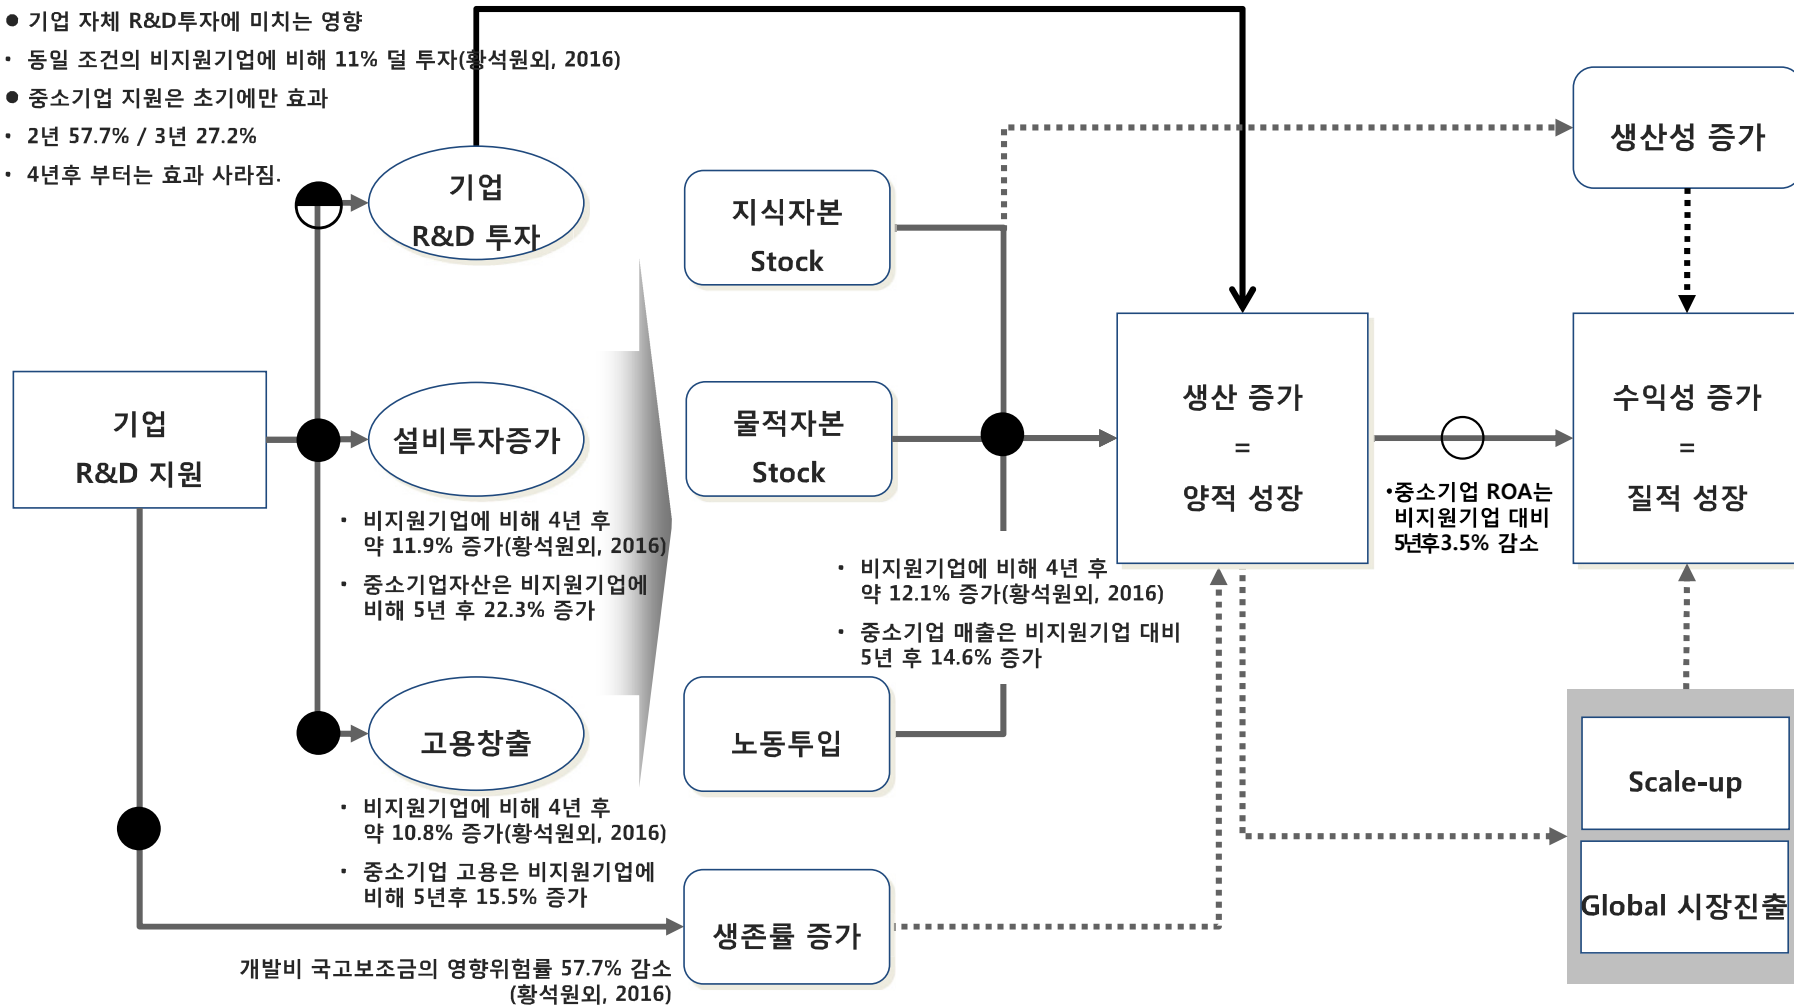 ● 기업 자체 R&D투자에 미치는 영향
• 동일 조건의 비지원기업에 비해 11% 덜 투자(황석원외, 2016)
● 중소기업 지원은 초기에만 효과
• 2년 57.7% / 3년 27.2%
• 4년후 부터는 효과 사라짐.
기업
R&D 투자
지식자본
Stock
생산성 증가
기업
R&D 지원
설비투자증가
• 비지원기업에 비해 4년 후
약 11.9% 증가(황석원외, 2016)
• 중소기업자산은 비지원기업에
비해 5년 후 22.3% 증가
물적자본
Stock
생산 증가
=
양적 성장
수익성 증가
=
질적 성장
•중소기업 ROA는
비지원기업 대비
5년후3.5% 감소
• 비지원기업에 비해 4년 후
약 12.1% 증가(황석원외, 2016)
• 중소기업 매출은 비지원기업 대비
5년 후 14.6% 증가
고용창출
• 비지원기업에 비해 4년 후
약 10.8% 증가(황석원외, 2016)
• 중소기업 고용은 비지원기업에
비해 5년후 15.5% 증가
노동투입
Scale-up
Global 시장진출
생존률 증가
개발비 국고보조금의 영향위험률 57.7% 감소
(황석원외, 2016)